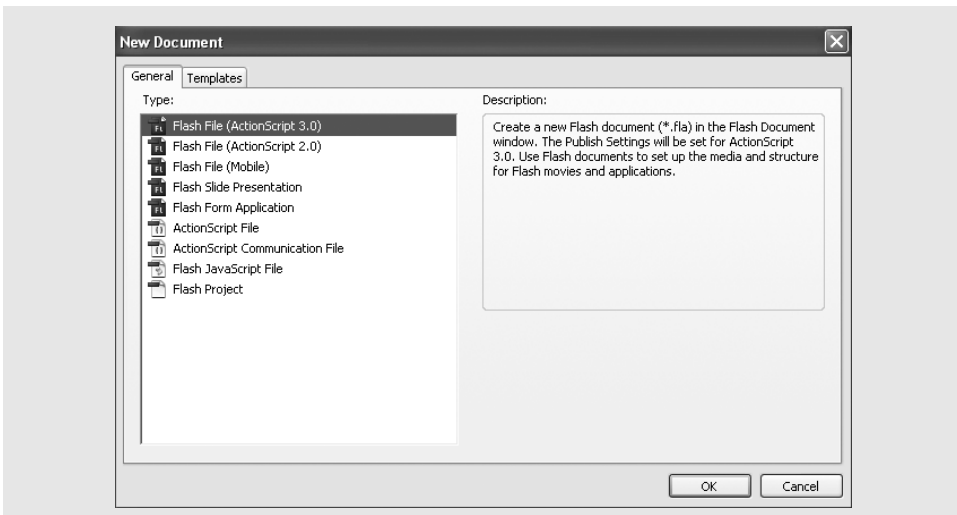 New Document
General
Templates
Type:
Flash File (ActionScript 3.0)
Flash File (ActionScript 2.0)
Flash File (Mobile)
Flash Slide Presentation
Flash Form Application
ActionScript File
ActionScript Communication File
Flash JavaScript File
Flash Project
Description:
Create a new Flash document (*.fla) in the Flash Document
window. The Publish Settings will be set for ActionScript
3.0. Use Flash documents to set up the media and structure
for Flash movies and applications.
OK
Cancel